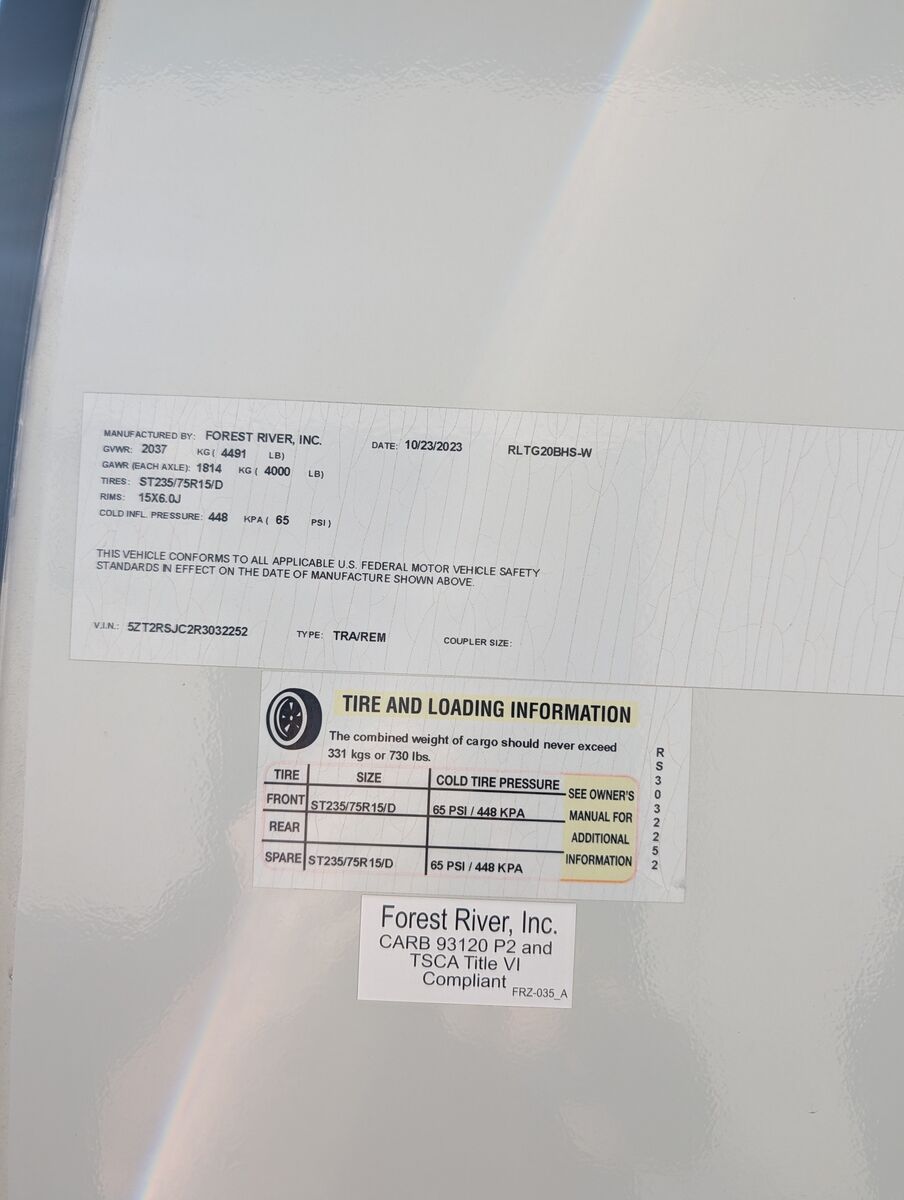 MANUFACTURED BY: FOREST RIVER, INC. DATE: 10/23/2023 RLTG20BHS-W
GVWR: 2037 KG ( 4491 LB)
GAWR (EACH AXLE): 1814 KG ( 4000 LB)
TIRES: ST235/75R15/D
RIMS: 15X6.0J
COLD INFL. PRESSURE: 448 KPA ( 65 PSI )
THIS VEHICLE CONFORMS TO ALL APPLICABLE U.S. FEDERAL MOTOR VEHICLE SAFETY
STANDARDS IN EFFECT ON THE DATE OF MANUFACTURE SHOWN ABOVE.
V.I.N.: 5ZT2RSJC2R3032252 TYPE: TRA/REM COUPLER SIZE:
TIRE AND LOADING INFORMATION
The combined weight of cargo should never exceed
331 kgs or 730 lbs.
TIRE SIZE COLD TIRE PRESSURE
FRONT ST235/75R15/D 65 PSI / 448 KPA
REAR
SPARE ST235/75R15/D 65 PSI / 448 KPA
SEE OWNER'S
MANUAL FOR
ADDITIONAL
INFORMATION
RS3032252
Forest River, Inc.
CARB 93120 P2 and
TSCA Title VI
Compliant
FRZ-035_A